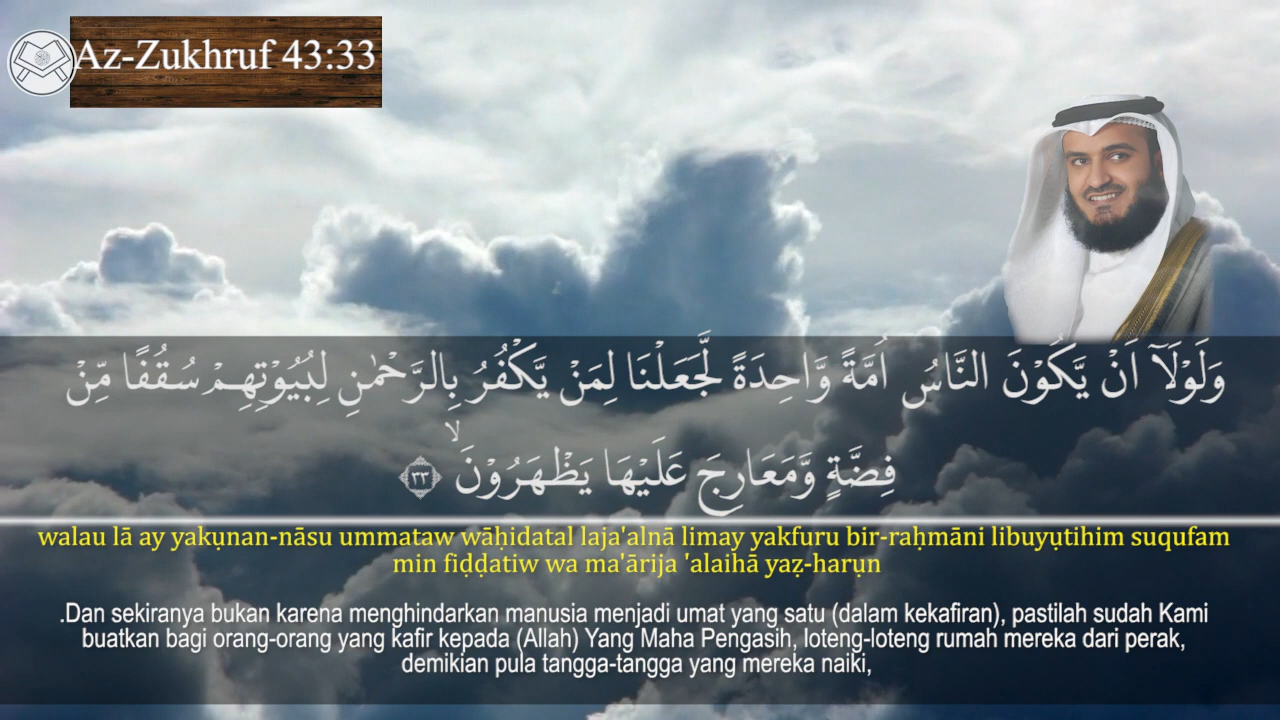 Az-Zukhruf 43:33
وَلَوْلَآ اَنْ يَّكُوْنَ النَّاسُ اُمَّةً وَّاحِدَةً لَّجَعَلْنَا لِمَنْ يَّكْفُرُ بِالرَّحْمٰنِ لِبُيُوْتِهِمْ سُقُفًا مِّنْ
فِضَّةٍ وَّمَعَارِجَ عَلَيْهَا يَظْهَرُوْنَۙ ۝٣٣
walau lā ay yakụnan-nāsu ummataw wāḥidatal laja'alnā limay yakfuru bir-raḥmāni libuyụtihim suqufam
min fiḍḍatiw wa ma'ārija 'alaihā yaẓ-harụn
.Dan sekiranya bukan karena menghindarkan manusia menjadi umat yang satu (dalam kekafiran), pastilah sudah Kami
buatkan bagi orang-orang yang kafir kepada (Allah) Yang Maha Pengasih, loteng-loteng rumah mereka dari perak,
demikian pula tangga-tangga yang mereka naiki,